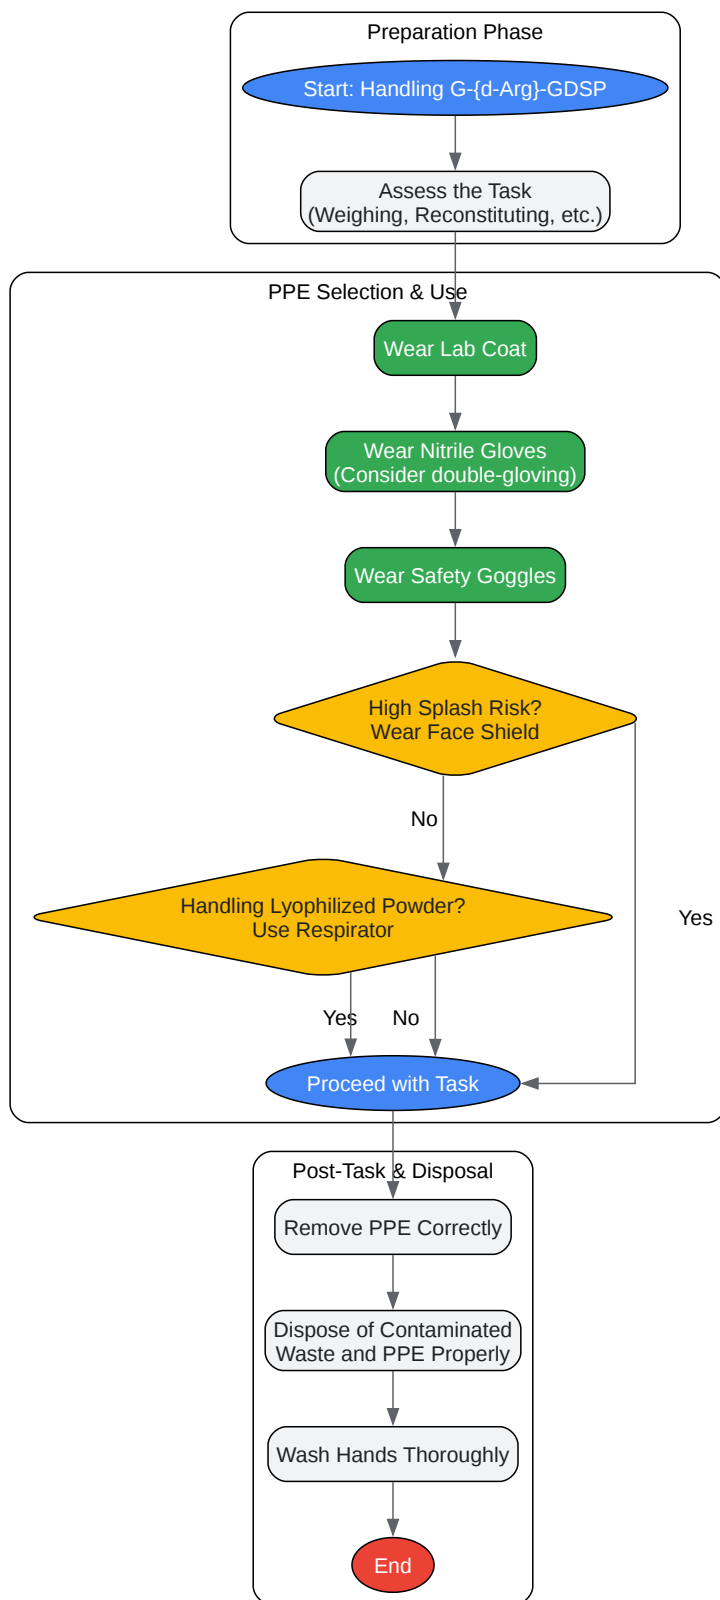 Preparation Phase
Start: Handling G-{d-Arg}-GDSP
Assess the Task
(Weighing, Reconstituting, etc.)
PPE Selection & Use
Wear Lab Coat
Wear Nitrile Gloves
(Consider double-gloving)
Wear Safety Goggles
High Splash Risk?
Wear Face Shield
No
Handling Lyophilized Powder?
Use Respirator
Yes
Yes
No
Proceed with Task
Post-Task & Disposal
Remove PPE Correctly
Dispose of Contaminated
Waste and PPE Properly
Wash Hands Thoroughly
End